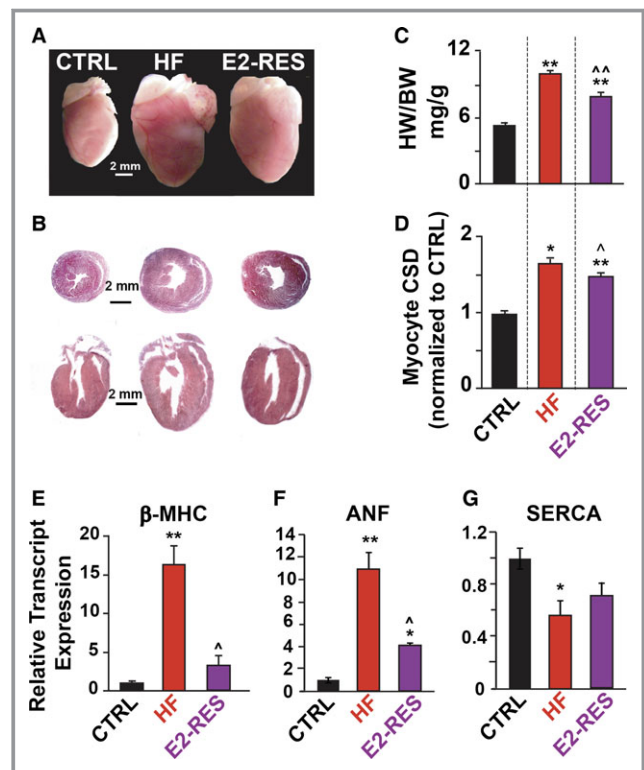 A
CTRL HF E2-RES
2 mm
B
2 mm
2 mm
C
HW/BW
mg/g
12
6
0
**
^^
**
D
Myocyte CSD
(normalized to CTRL)
2
1
0
*
^
**
CTRL
HF
E2-RES
E
β-MHC
Relative Transcript
Expression
20
15
10
5
0
**
^
CTRL
HF
E2-RES
F
ANF
14
12
10
8
6
4
2
0
**
^
*
CTRL
HF
E2-RES
G
SERCA
1.2
0.8
0.4
0
*
CTRL
HF
E2-RES